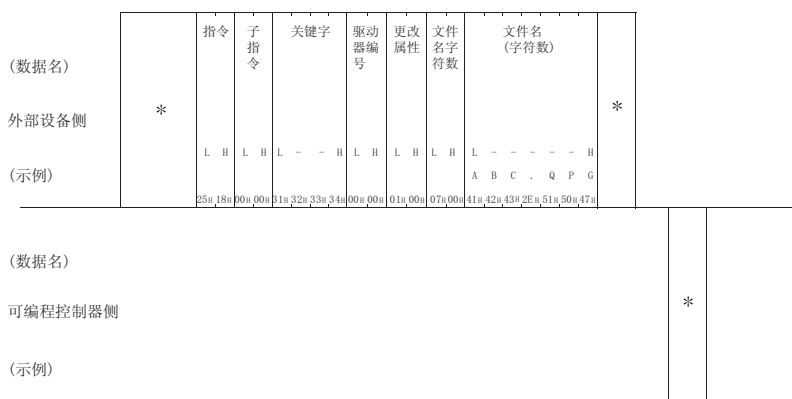 指令 子指令 关键字 驱动器编号 更改属性 文件名字符数 文件名(字符数)
(数据名)
* *
外部设备侧
L H L H L - - H L H L H L H L - - - - - H
(示例)
A B C . Q P G
25H 18H 00H 00H 31H 32H 33H 34H 00H 00H 01H 00H 07H 00H 41H 42H 43H 2EH 51H 50H 47H
(数据名)
*
可编程控制器侧
(示例)